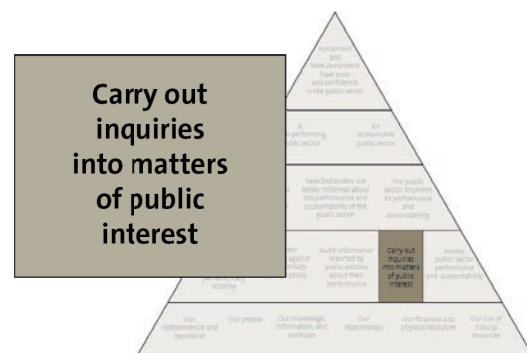 Carry out
inquiries
into matters
of public
interest
Parliament
and
New Zealanders
have trust
and confidence
in the public sector
A
performing
public sector
An
accountable
public sector
New Zealanders are
better informed about
the performance and
accountability of the
public sector
The public
sector improves
its performance
and
accountability
against
Audit information
reported by
public entities
about their
performance
Carry out
inquiries
into matters
of public
interest
Assess
public sector
performance
and accountability
scrutiny
Our
independence and
reputation
Our people
Our knowledge,
information, and
methods
Our
relationships
Our finances and
physical resources
Our use of
natural
resources